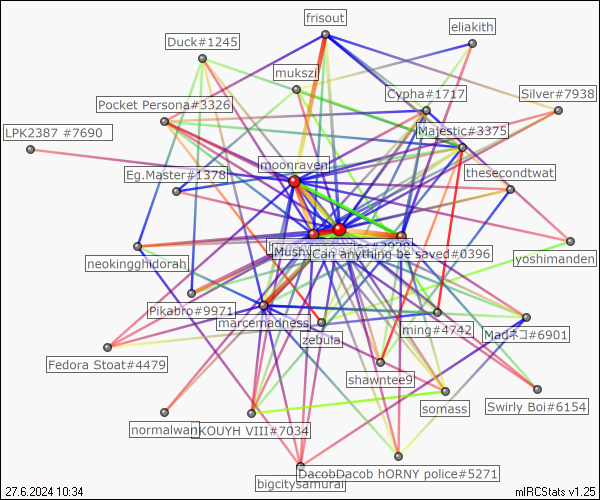 frisout
eliakith
Duck#1245
mukszi
Cypha#1717
Silver#7938
Pocket Persona#3326
Majestic#3375
LPK2387 #7690
moonraven
Eg.Master#1378
thesecondtwat
Mushy
Can anything be saved#0396
neokingghidorah
yoshimanden
Pikabro#9971
marcemadness
zebula
ming#4742
Madネコ#6901
Fedora Stoat#4479
shawntee9
somass
Swirly Boi#6154
normalwan
KOUYH VIII#7034
DacobDacob hORNY police#5271
bigcitysamurai
27.6.2024 10:34
mIRCStats v1.25